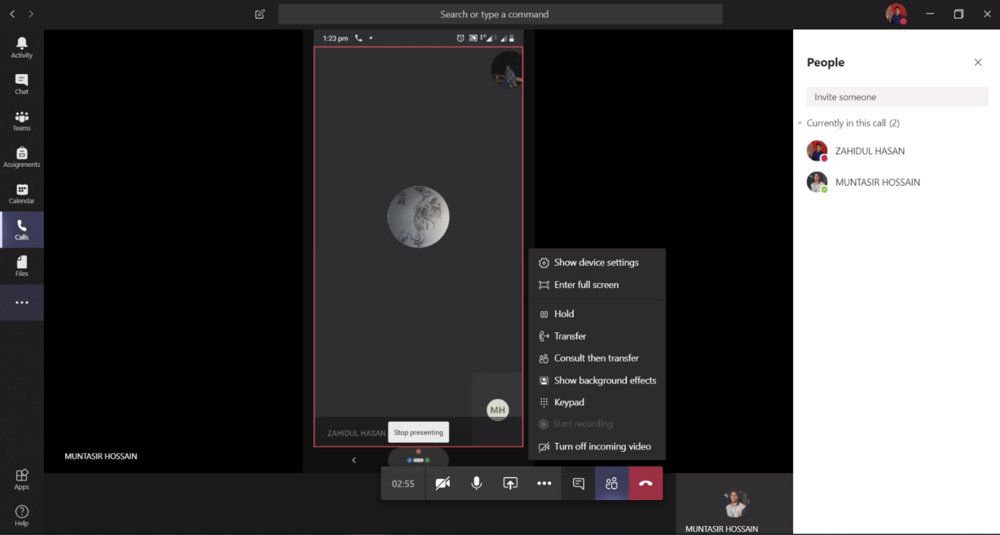 Search or type a command
Activity
Chat
Teams
Assignments
Calendar
Calls
Files
Apps
Help
1:23 pm
MH
ZAHIDUL HASAN
Stop presenting
MUNTASIR HOSSAIN
Show device settings
Enter full screen
Hold
Transfer
Consult then transfer
Show background effects
Keypad
Start recording
Turn off incoming video
02:55
MUNTASIR HOSSAIN
People
Invite someone
Currently in this call (2)
ZAHIDUL HASAN
MUNTASIR HOSSAIN